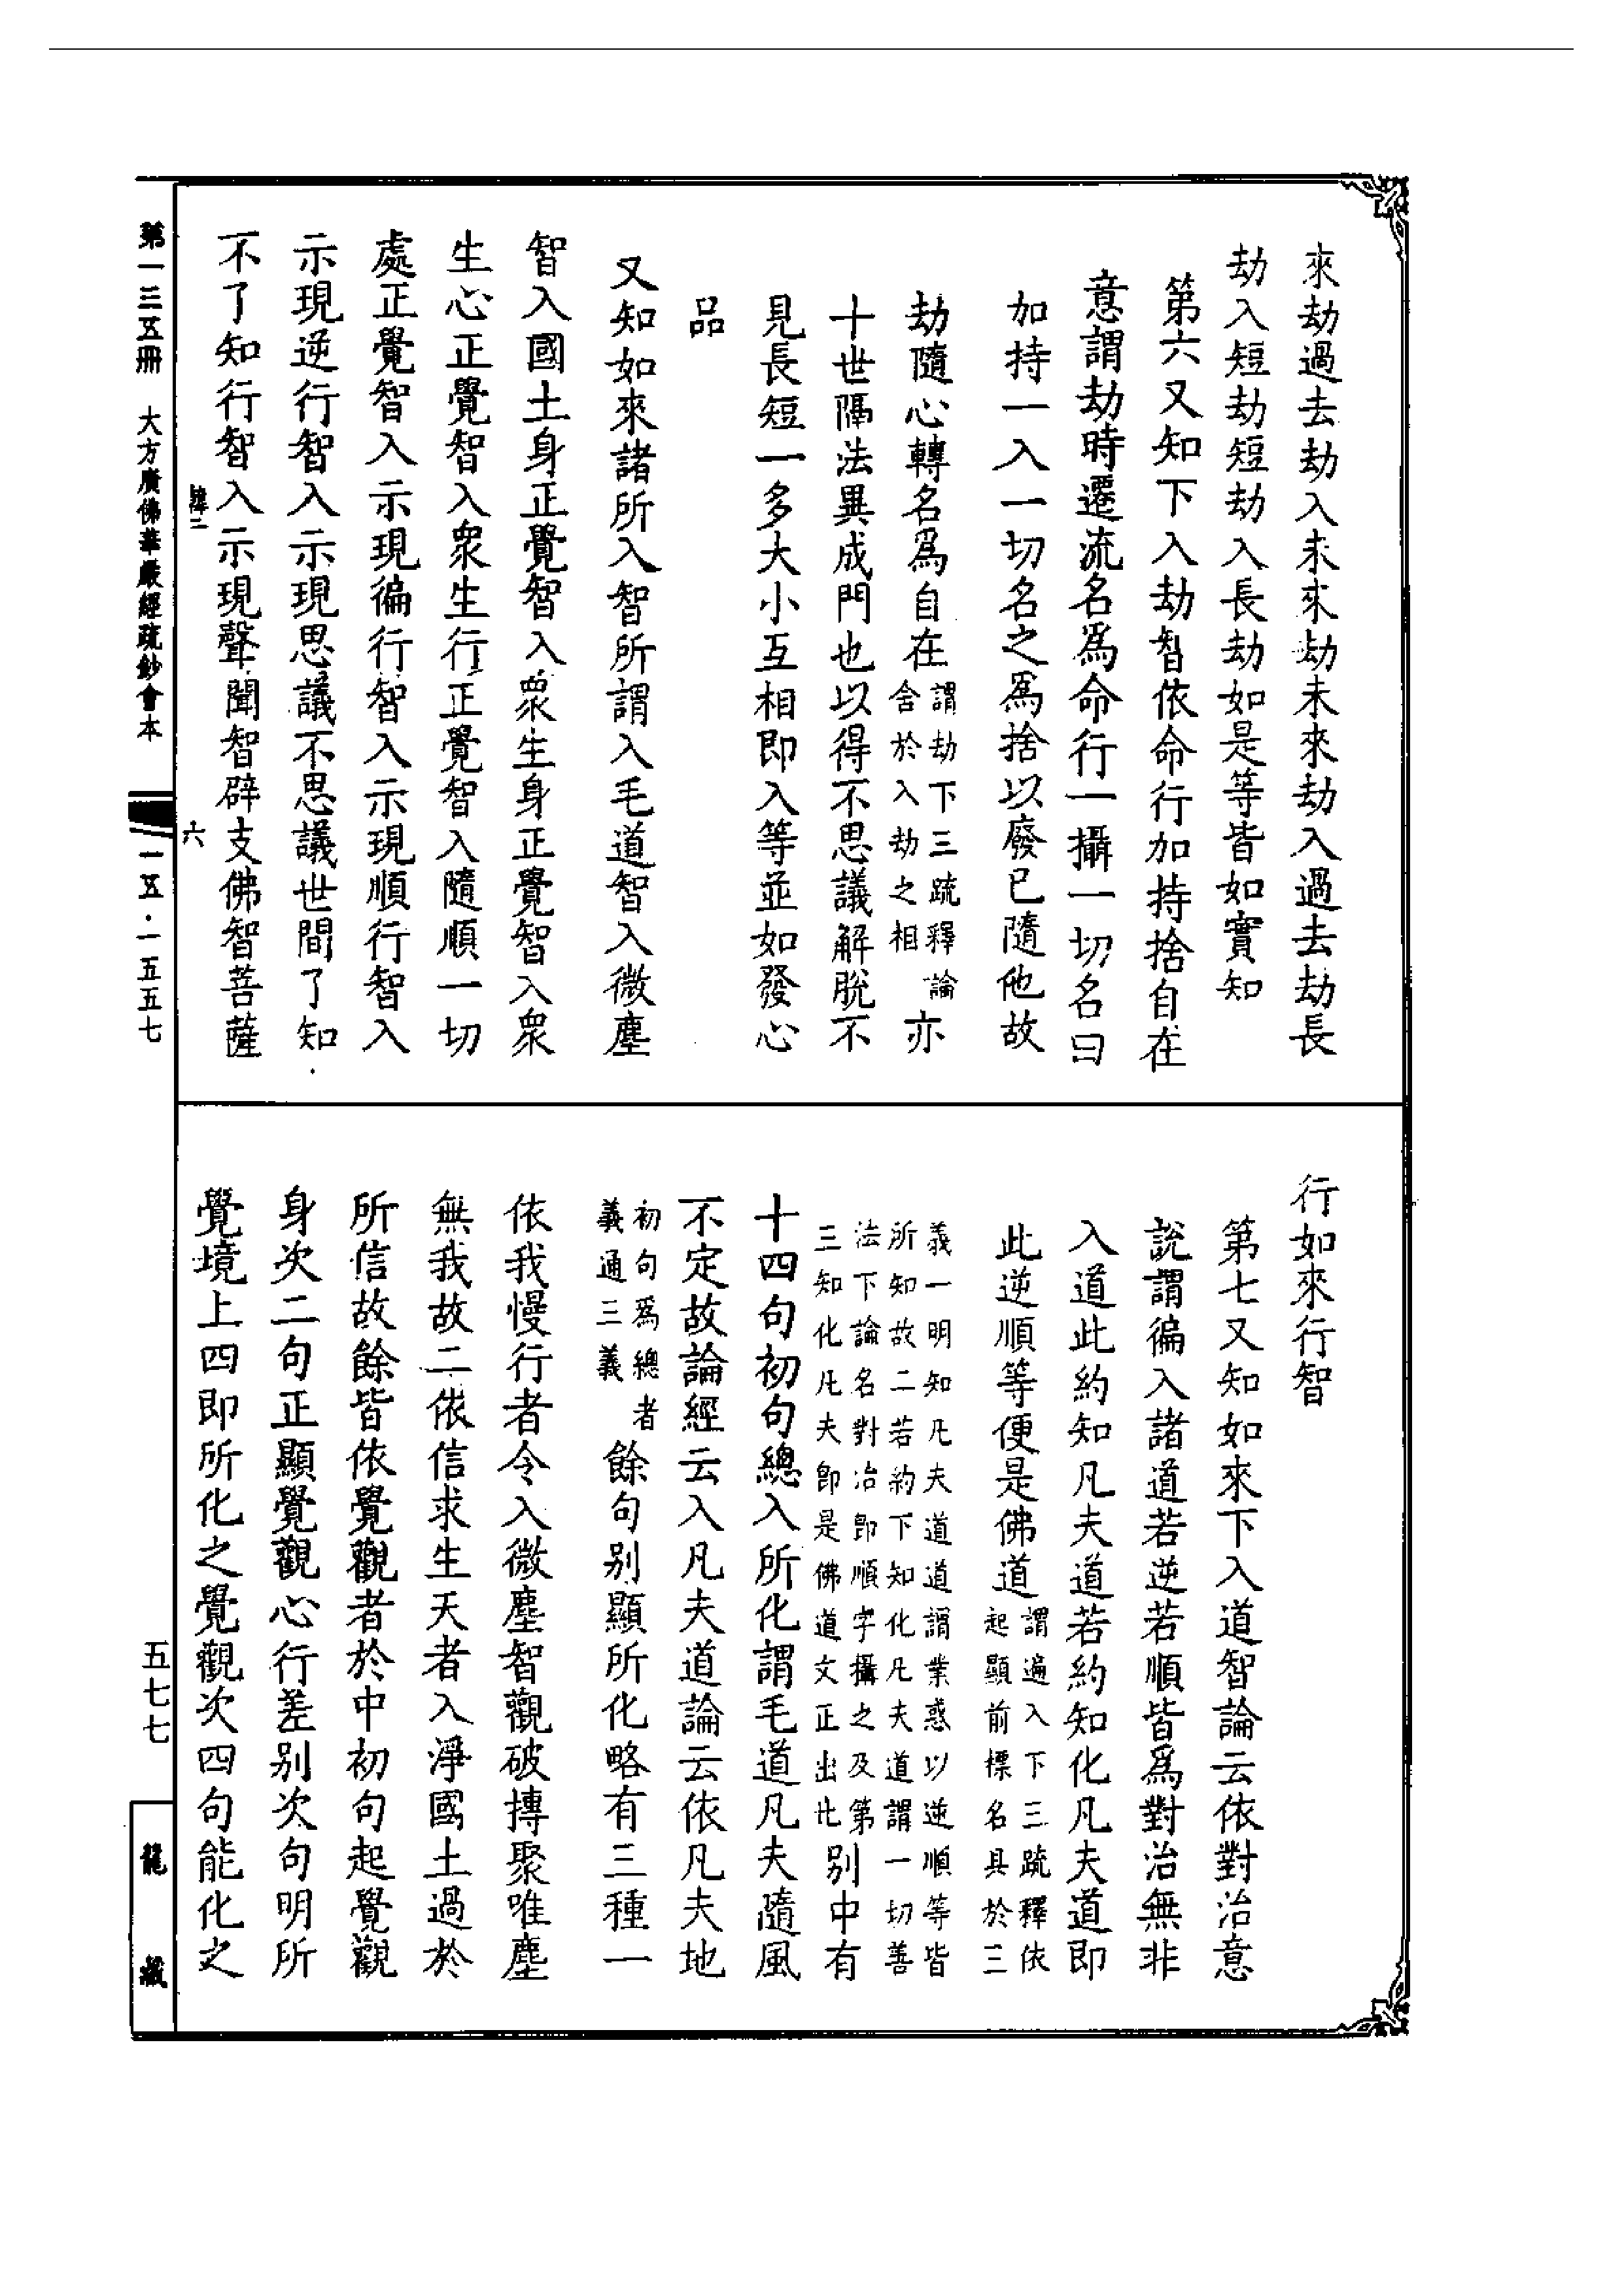 來劫過去劫入未來劫未來劫入過去劫長
劫入短劫短劫入長劫如是等皆如實知
第六又知下入劫智依命行加持捨自在
意謂劫時遷流名爲命行一攝一切名曰
加持一入一切名之爲捨以廢已隨他故
劫隨心轉名爲自在謂劫下三疏釋論含於入劫之相亦
十世隔法異成門也以得不思議解脫不
見長短一多大小互相即入等並如發心
品
又知如來諸所入智所謂入毛道智入微塵
智入國土身正覺智入眾生身正覺智入眾
生心正覺智入眾生行正覺智入隨順一切
處正覺智入示現徧行智入示現順行智入
示現逆行智入示現思議不思議世間了知
不了知行智入示現聲聞智辟支佛智菩薩
六
行如來行智
第七又知如來下入道智論云依對治意
說謂徧入諸道若逆若順皆爲對治無非
入道此約知凡夫道若約知化凡夫道即
此逆順等便是佛道謂遍入下三疏釋依起顯前標名具於三
義一明知凡夫道道謂業惑以逆順等皆
所知故二若約下知化凡夫道謂一切善
法下論名對治即順字攝之及第
三知化凡夫即是佛道文正出此別中有
十四句初句總入所化謂毛道凡夫隨風
不定故論經云入凡夫道論云依凡夫地
初句爲總者義通三義餘句別顯所化略有三種一
依我慢行者令入微塵智觀破摶聚唯塵
無我故二依信求生天者入淨國土過於
所信故餘皆依覺觀者於中初句起覺觀
身次二句正顯覺觀心行差別次句明所
覺境上四即所化之覺觀次四句能化之
第一三五冊 大方廣佛華嚴經疏鈔會本
一五·一五五七
五七七
龍藏